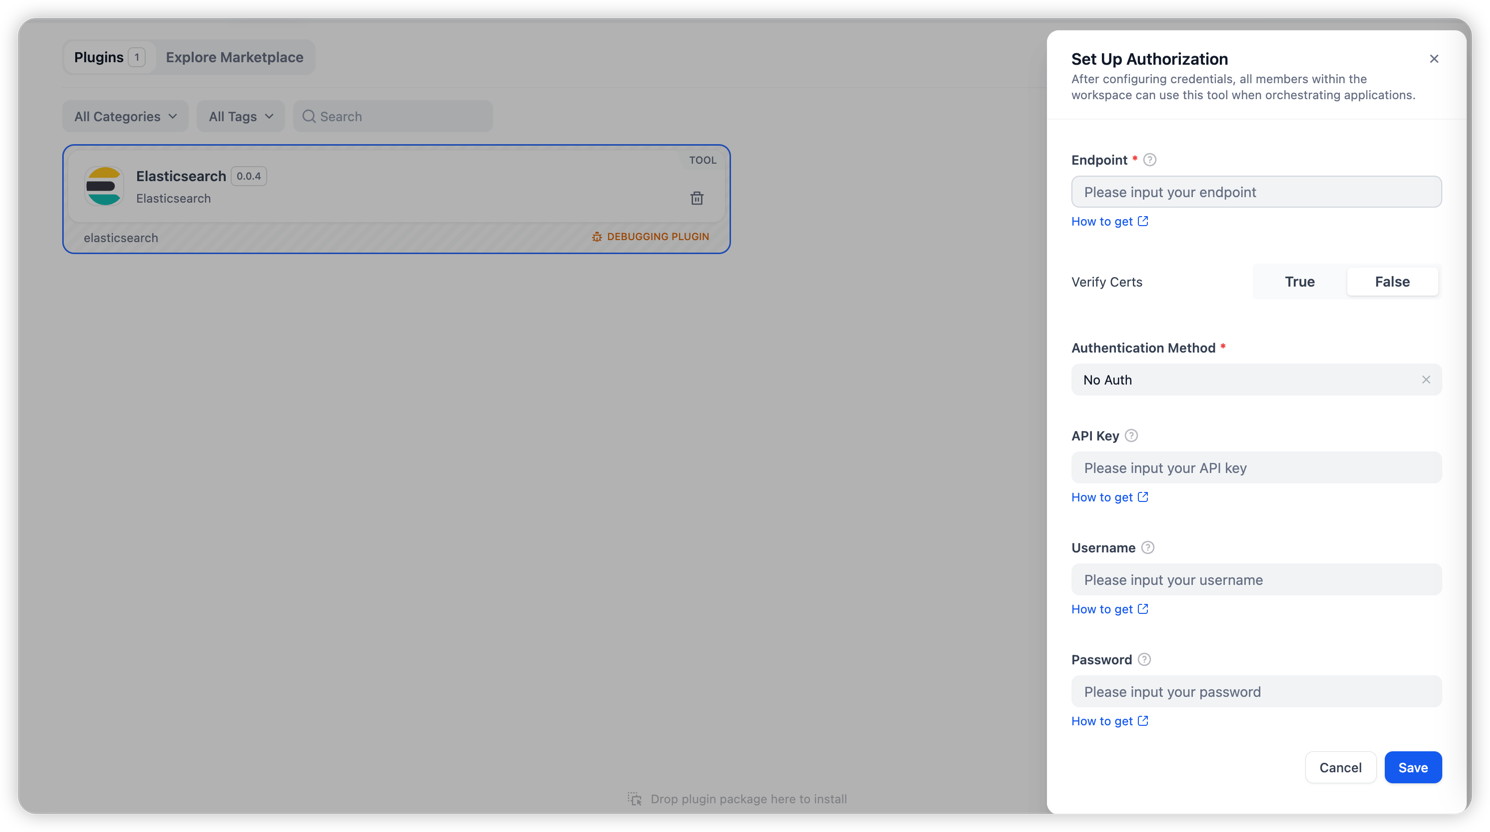 Plugins 1 Explore Marketplace
All Categories All Tags Search
TOOL
Elasticsearch 0.0.4
Elasticsearch
elasticsearch DEBUGGING PLUGIN
Drop plugin package here to install
Set Up Authorization
After configuring credentials, all members within the
workspace can use this tool when orchestrating applications.
Endpoint *
Please input your endpoint
How to get
Verify Certs True False
Authentication Method *
No Auth
API Key
Please input your API key
How to get
Username
Please input your username
How to get
Password
Please input your password
How to get
Cancel Save